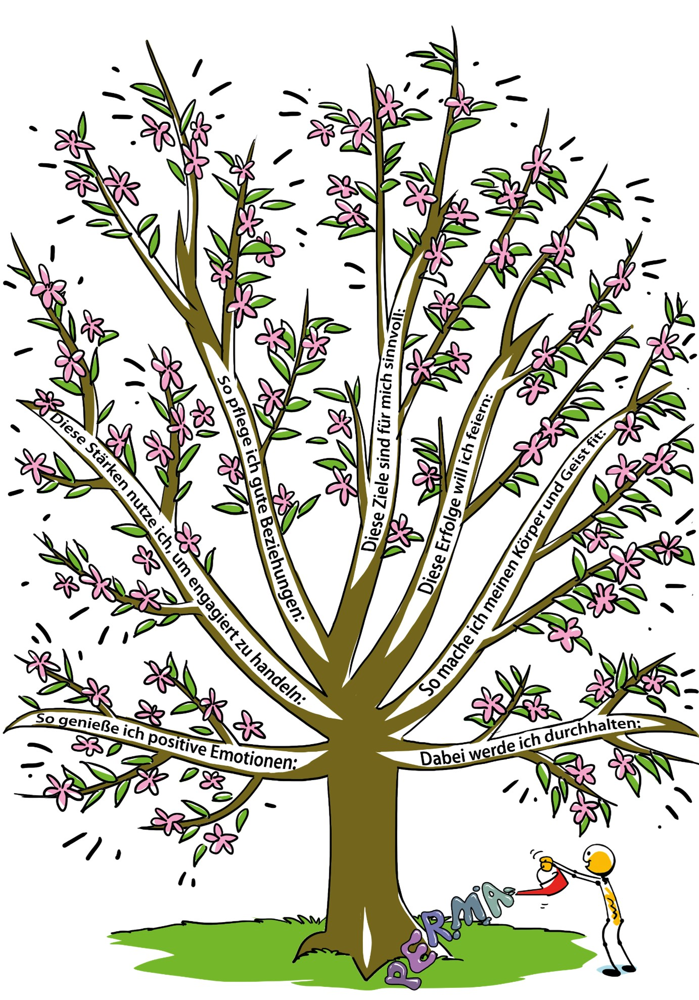 So genieße ich positive Emotionen:
Diese Stärken nutze ich, um engagiert zu handeln:
So pflege ich gute Beziehungen:
Diese Ziele sind für mich sinnvoll:
Diese Erfolge will ich feiern:
So mache ich meinen Körper und Geist fit:
Dabei werde ich durchhalten:
PERMA